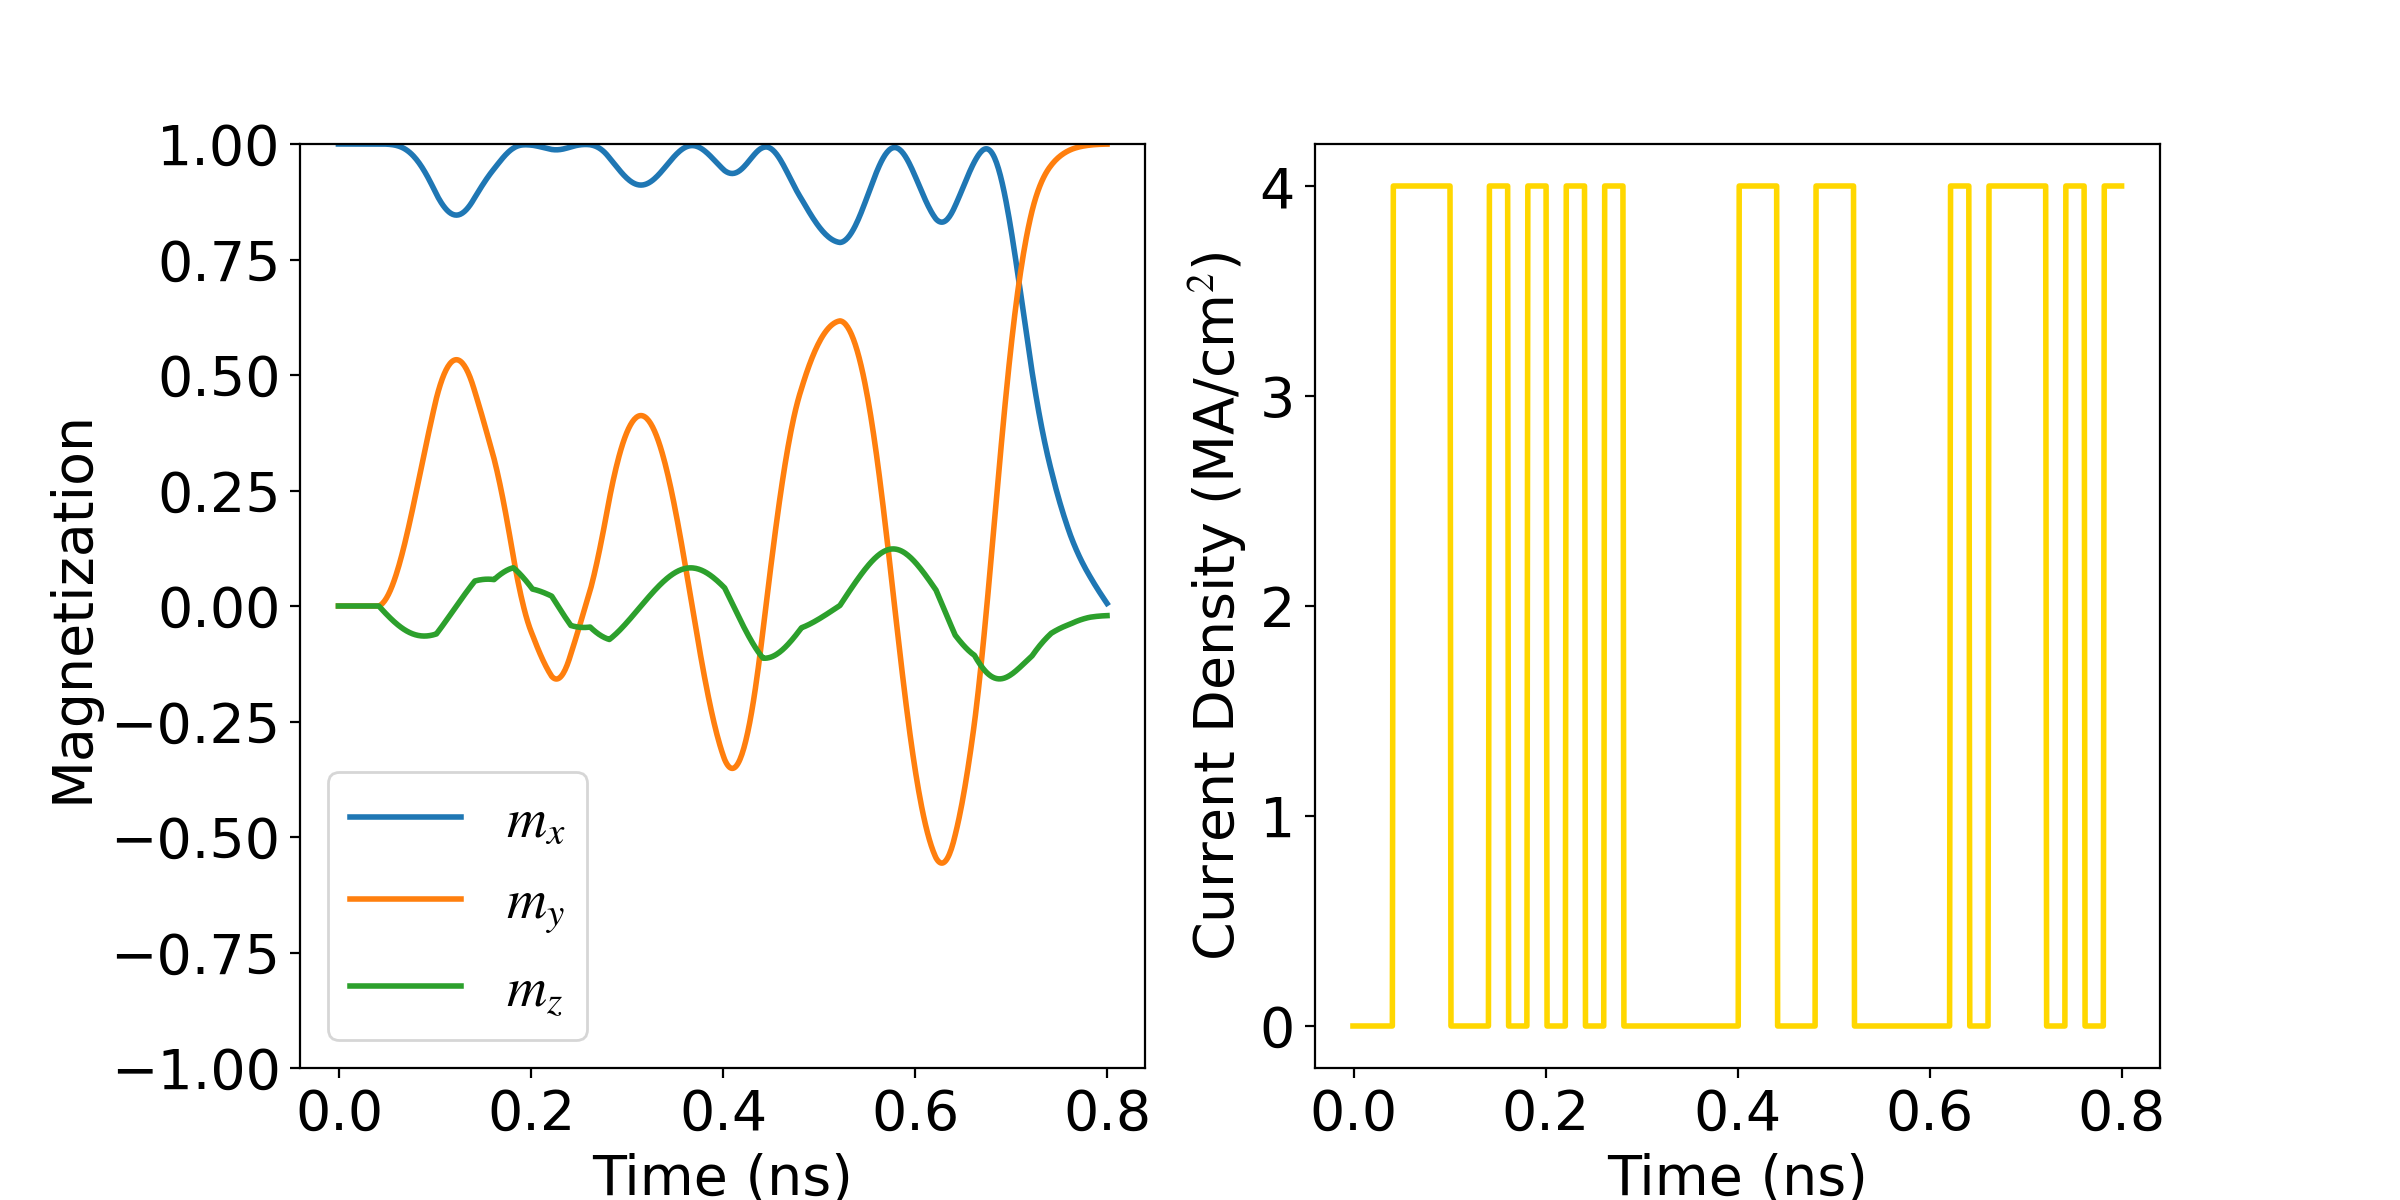 1.00
0.75
0.50
0.25
0.00
−0.25
−0.50
−0.75
−1.00
Magnetization
m_x
m_y
m_z
0.0 0.2 0.4 0.6 0.8
Time (ns)
4
3
2
1
0
Current Density (MA/cm²)
0.0 0.2 0.4 0.6 0.8
Time (ns)